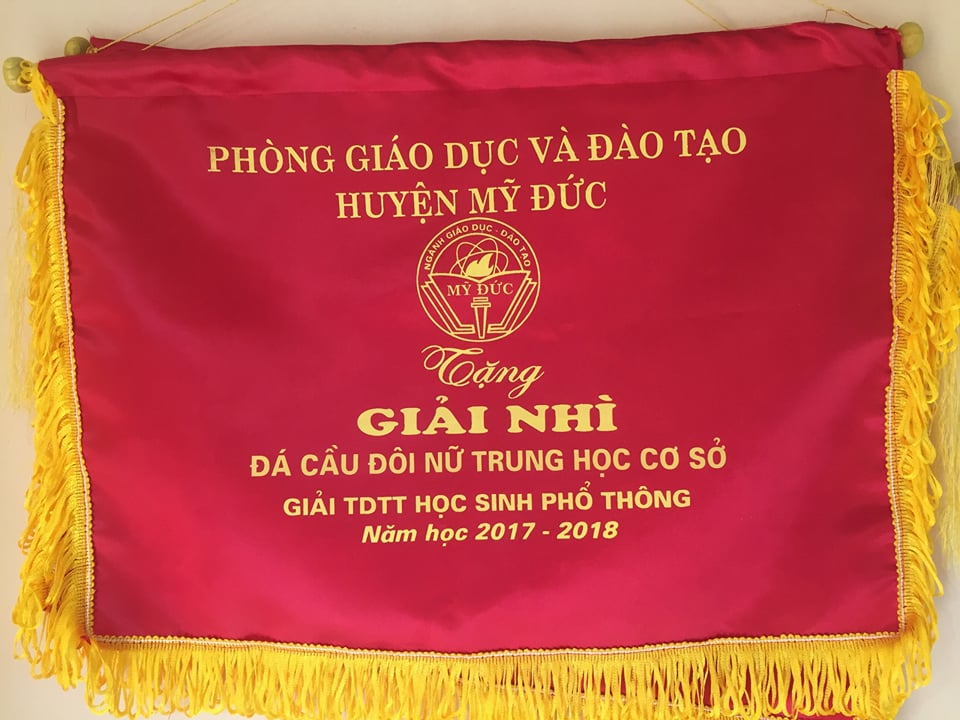 PHÒNG GIÁO DỤC VÀ ĐÀO TẠO
HUYỆN MỸ ĐỨC
NGÀNH GIÁO DỤC - ĐÀO TẠO
MỸ ĐỨC
Tặng
GIẢI NHÌ
ĐÁ CẦU ĐÔI NỮ TRUNG HỌC CƠ SỞ
GIẢI TDTT HỌC SINH PHỔ THÔNG
Năm học 2017 - 2018